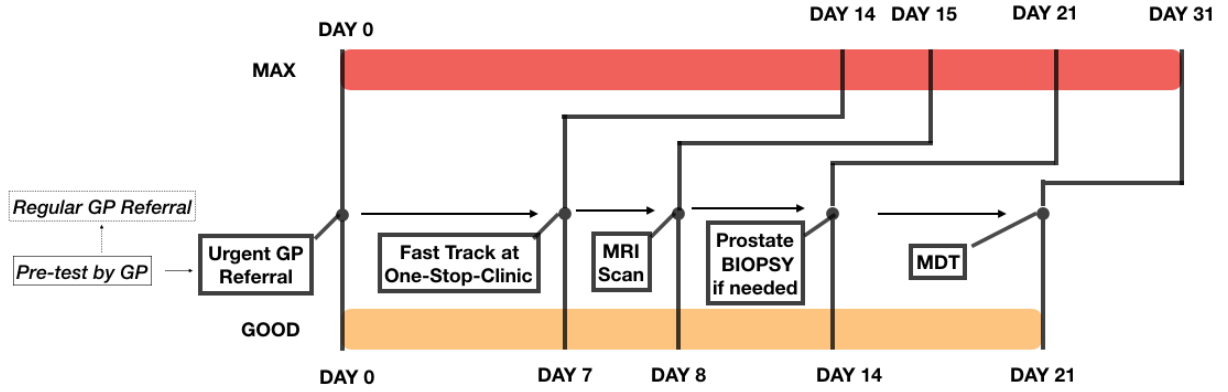 DAY 0
DAY 14
DAY 15
DAY 21
DAY 31
MAX
Regular GP Referral
Pre-test by GP
Urgent GP
Referral
Fast Track at
One-Stop-Clinic
MRI
Scan
Prostate
BIOPSY
if needed
MDT
GOOD
DAY 0
DAY 7
DAY 8
DAY 14
DAY 21